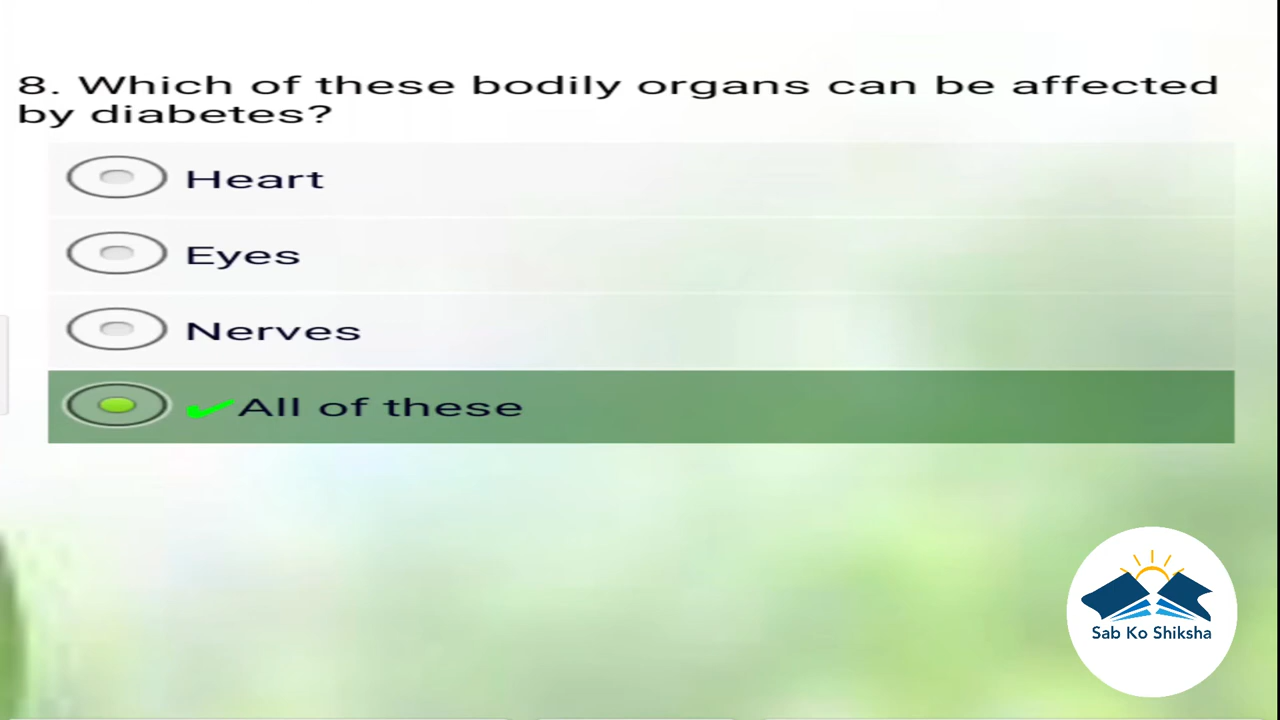 8. Which of these bodily organs can be affected
by diabetes?
Heart
Eyes
Nerves
All of these
Sab Ko Shiksha